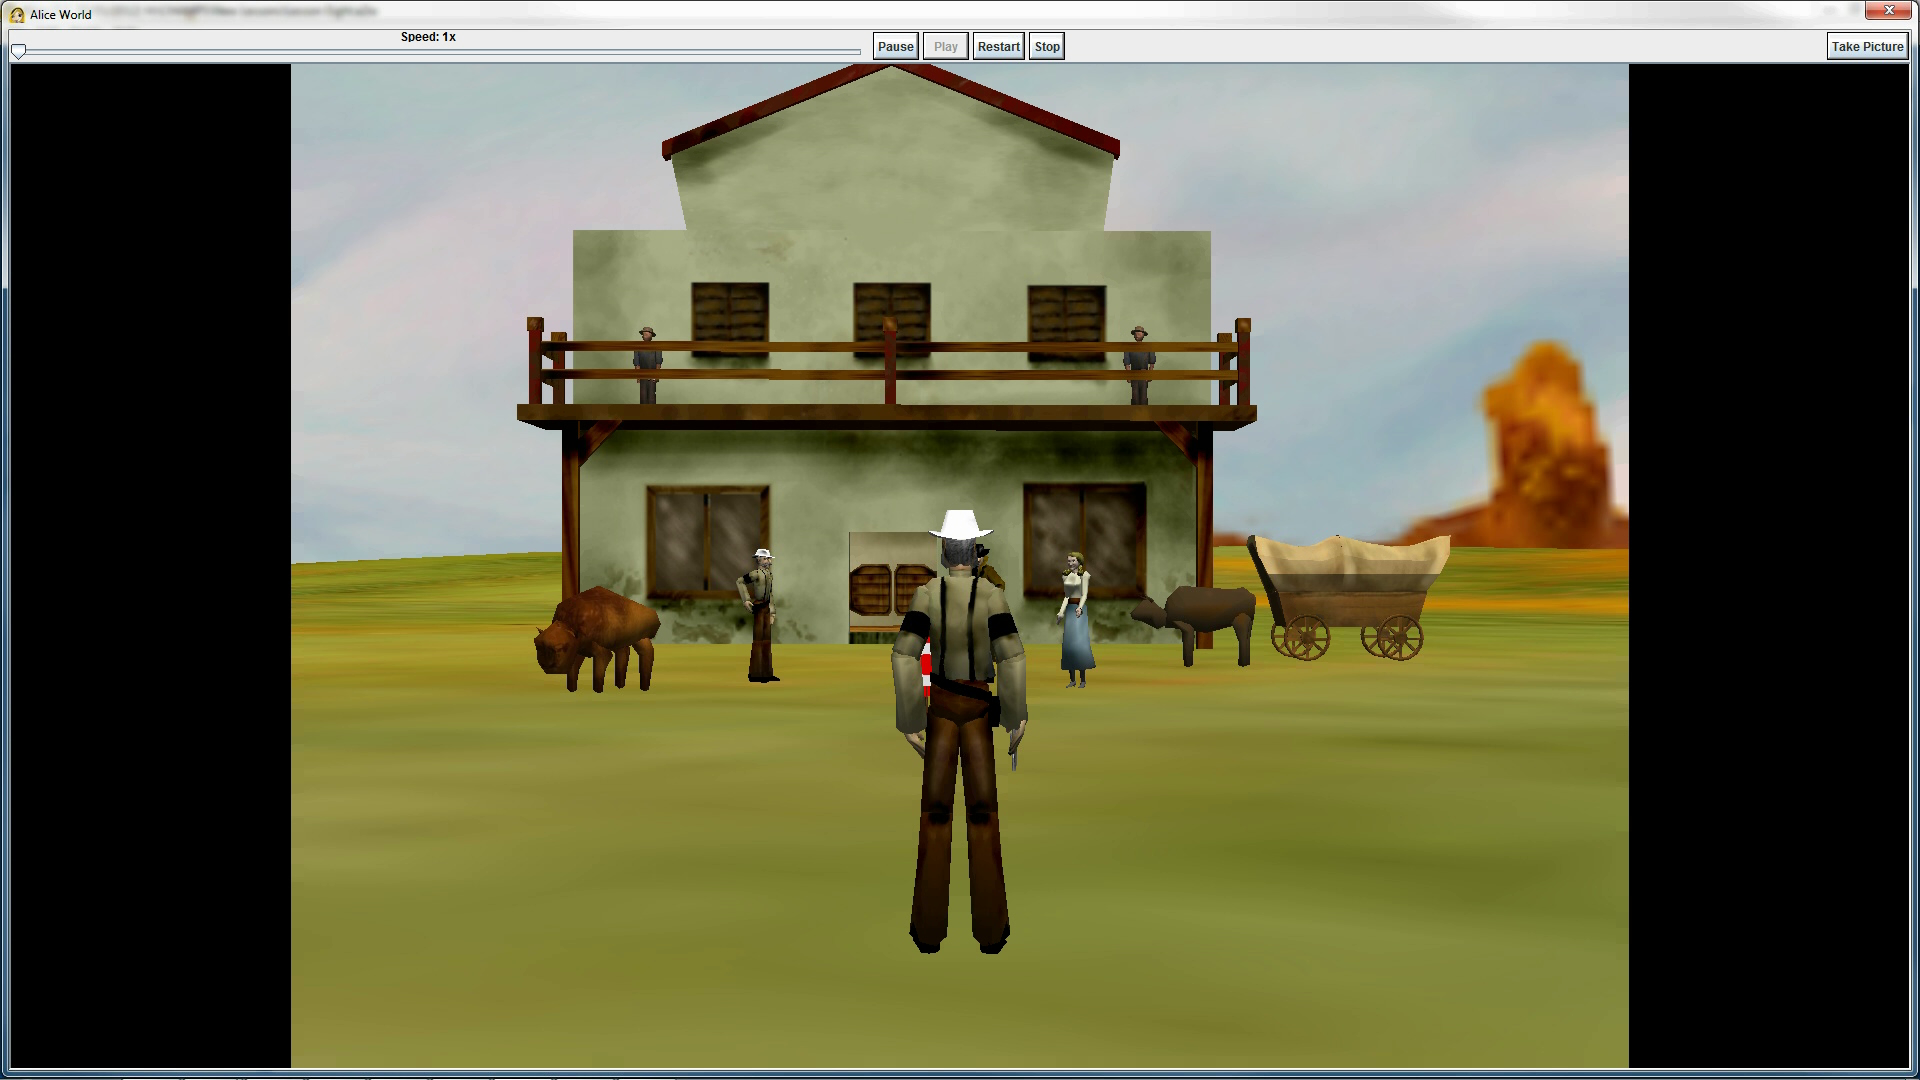 Alice World
Speed: 1x
Pause
Play
Restart
Stop
Take Picture